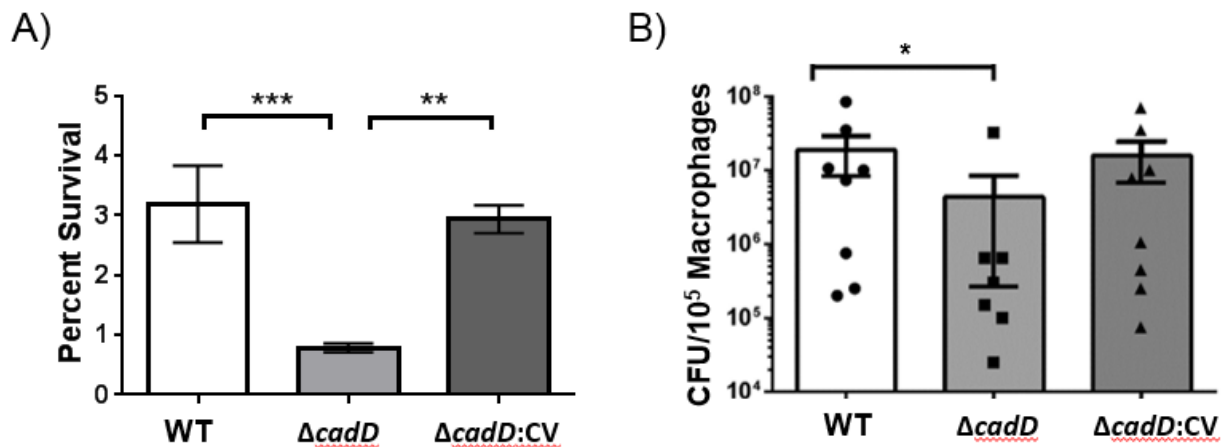 A)
Percent Survival
5
4
3
2
1
0
***
**
WT
ΔcadD
ΔcadD:CV
B)
CFU/10⁵ Macrophages
10⁸
10⁷
10⁶
10⁵
10⁴
*
WT
ΔcadD
ΔcadD:CV